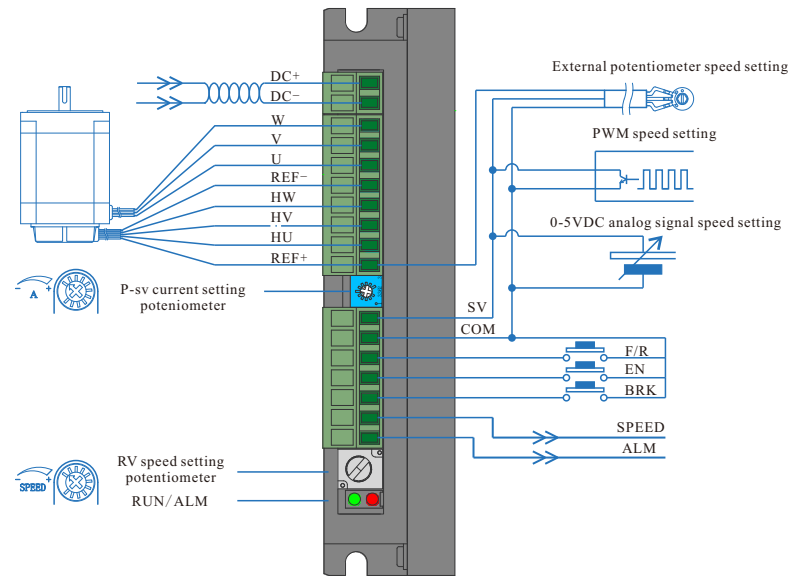 DC+
DC−
W
V
U
REF−
HW
HV
HU
REF+
External potentiometer speed setting
PWM speed setting
0-5VDC analog signal speed setting
− +
A
P-sv current setting
poteniometer
SV
COM
F/R
EN
BRK
SPEED
ALM
− +
SPEED
RV speed setting
potentiometer
RUN/ALM